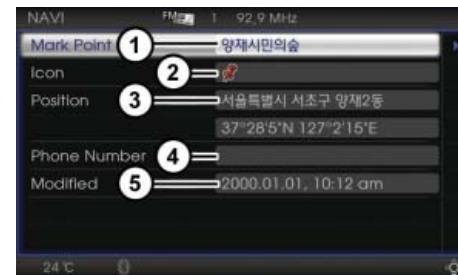 NAVI FM 1 92,9 MHz
Mark Point 1 양재시민의숲
Icon 2
Position 3 서울특별시 서초구 양재2동
37°28'5"N 127°2'15"E
Phone Number 4
Modified 5 2000.01.01, 10:12 am
24℃